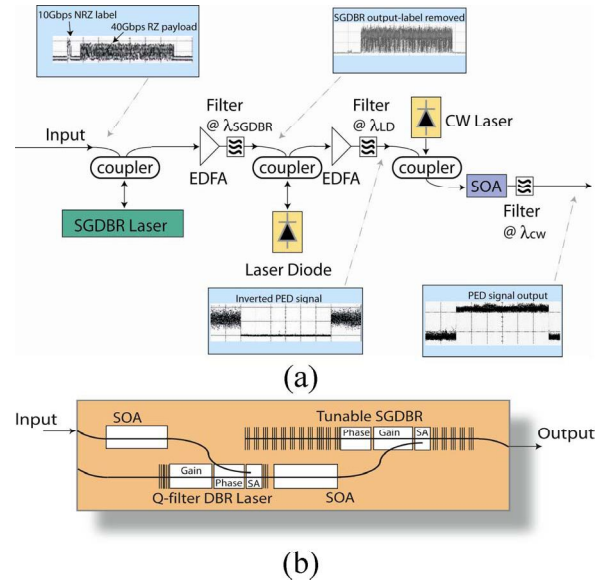 10Gbps NRZ label
40Gbps RZ payload
SGDBR output-label removed
Input
Filter
@ λSGDBR
Filter
@ λLD
CW Laser
coupler
EDFA
coupler
EDFA
coupler
SOA
SGDBR Laser
Laser Diode
Filter
@ λCW
Inverted PED signal
PED signal output
(a)
Input
SOA
Tunable SGDBR
Phase Gain SA
Output
Gain
Phase SA
Q-filter DBR Laser
SOA
(b)